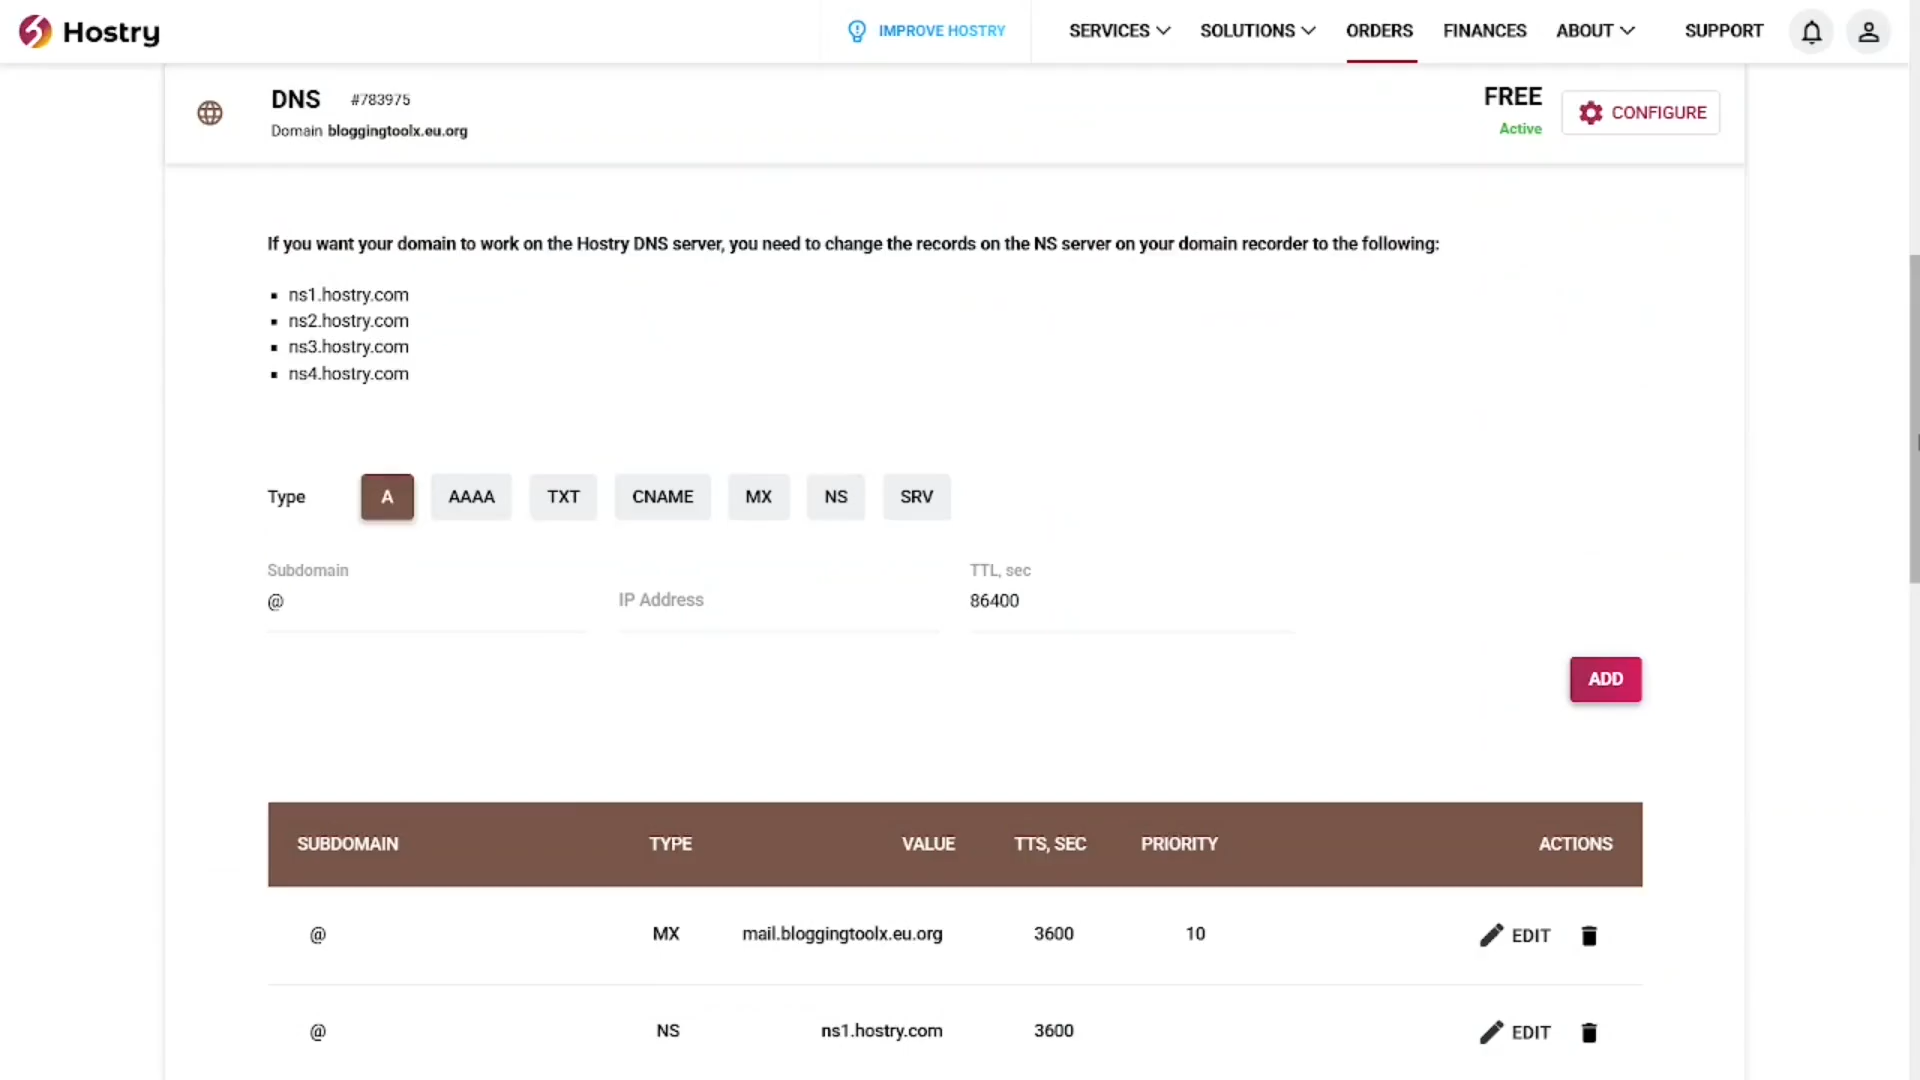 Hostry
IMPROVE HOSTRY
SERVICES
SOLUTIONS
ORDERS
FINANCES
ABOUT
SUPPORT
DNS #783975
Domain bloggingtoolx.eu.org
FREE
Active
CONFIGURE
If you want your domain to work on the Hostry DNS server, you need to change the records on the NS server on your domain recorder to the following:
ns1.hostry.com
ns2.hostry.com
ns3.hostry.com
ns4.hostry.com
Type A AAAA TXT CNAME MX NS SRV
Subdomain
@
IP Address
TTL, sec
86400
ADD
SUBDOMAIN TYPE VALUE TTS, SEC PRIORITY ACTIONS
@ MX mail.bloggingtoolx.eu.org 3600 10 EDIT
@ NS ns1.hostry.com 3600 EDIT